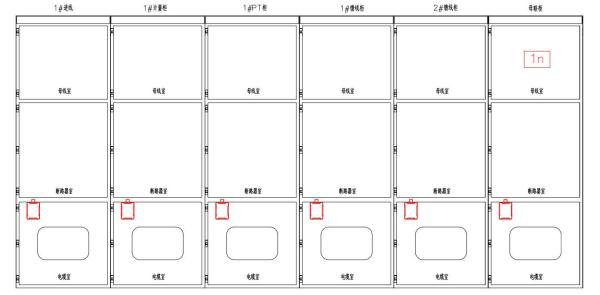 1#进线 1#计量柜 1#PT柜 1#馈线柜 2#馈线柜 母联柜
1n
母线室 母线室 母线室 母线室 母线室 母线室
断路器室 断路器室 断路器室 断路器室 断路器室 断路器室
电缆室 电缆室 电缆室 电缆室 电缆室 电缆室